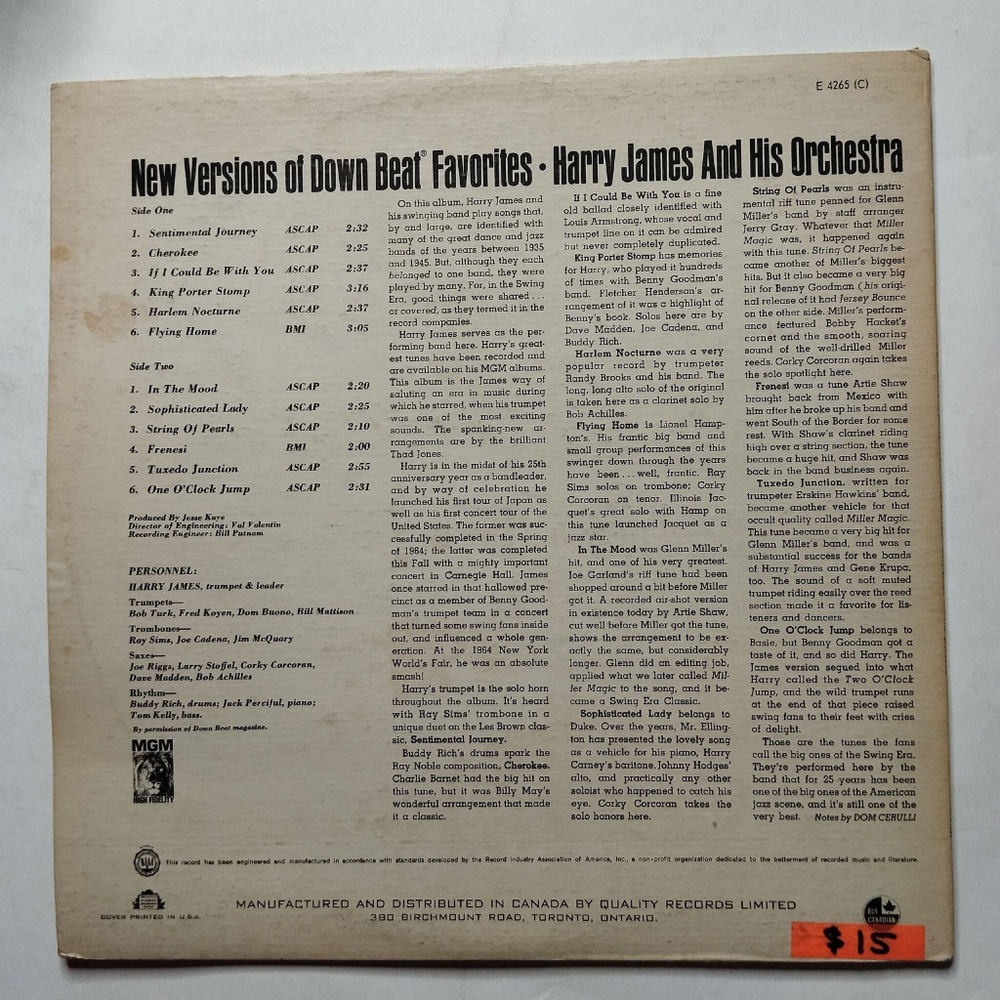 E 4265 (C)
New Versions of Down Beat® Favorites • Harry James And His Orchestra
Side One
1. Sentimental Journey ASCAP 2:32
2. Cherokee ASCAP 2:25
3. If I Could Be With You ASCAP 2:37
4. King Porter Stomp ASCAP 3:16
5. Harlem Nocturne ASCAP 2:37
6. Flying Home BMI 3:05
Side Two
1. In The Mood ASCAP 2:20
2. Sophisticated Lady ASCAP 2:25
3. String Of Pearls ASCAP 2:10
4. Frenesi BMI 2:00
5. Tuxedo Junction ASCAP 2:55
6. One O'Clock Jump ASCAP 2:31
Produced By Jesse Kaye
Director of Engineering: Val Valentin
Recording Engineer: Bill Putnam
PERSONNEL:
HARRY JAMES, trumpet & leader
Trumpets—
Bob Turk, Fred Koyen, Dom Buono, Bill Mattison
Trombones—
Ray Sims, Joe Cadena, Jim McQuary
Saxes—
Joe Riggs, Larry Stoffel, Corky Corcoran,
Dave Madden, Bob Achilles
Rhythm—
Buddy Rich, drums; Jack Perciful, piano;
Tom Kelly, bass.
By permission of Down Beat magazine.
MGM
HIGH FIDELITY
On this album, Harry James and
his swinging band play songs that,
by and large, are identified with
many of the great dance and jazz
bands of the years between 1935
and 1945. But, although they each
belonged to one band, they were
played by many. For, in the Swing
Era, good things were shared . . .
or covered, as they termed it in the
record companies.
Harry James serves as the per-
forming band here. Harry's great-
est tunes have been recorded and
are available on his MGM albums.
This album is the James way of
saluting an era in music during
which he starred, when his trumpet
was one of the most exciting
sounds. The spanking-new ar-
rangements are by the brilliant
Thad Jones.
Harry is in the midst of his 25th
anniversary year as a bandleader,
and by way of celebration he
launched his first tour of Japan as
well as his first concert tour of the
United States. The former was suc-
cessfully completed in the Spring
of 1964; the latter was completed
this Fall with a mighty important
concert in Carnegie Hall. James
once starred in that hallowed pre-
cinct as a member of Benny Good-
man's trumpet team in a concert
that turned some swing fans inside
out, and influenced a whole gen-
eration. At the 1964 New York
World's Fair, he was an absolute
smash!
Harry's trumpet is the solo horn
throughout the album. It's heard
with Ray Sims' trombone in a
unique duet on the Les Brown clas-
sic, Sentimental Journey.
Buddy Rich's drums spark the
Ray Noble composition, Cherokee.
Charlie Barnet had the big hit on
this tune, but it was Billy May's
wonderful arrangement that made
it a classic.
If I Could Be With You is a fine
old ballad closely identified with
Louis Armstrong, whose vocal and
trumpet line on it can be admired
but never completely duplicated.
King Porter Stomp has memories
for Harry, who played it hundreds
of times with Benny Goodman's
band. Fletcher Henderson's ar-
rangement of it was a highlight of
Benny's book. Solos here are by
Dave Madden, Joe Cadena, and
Buddy Rich.
Harlem Nocturne was a very
popular record by trumpeter
Randy Brooks and his band. The
long, long alto solo of the original
is taken here as a clarinet solo by
Bob Achilles.
Flying Home is Lionel Hamp-
ton's. His frantic big band and
small group performances of this
swinger down through the years
have been . . . well, frantic. Ray
Sims solos on trombone; Corky
Corcoran on tenor. Illinois Jac-
quet's great solo with Hamp on
this tune launched Jacquet as a
jazz star.
In The Mood was Glenn Miller's
hit, and one of his very greatest.
Joe Garland's riff tune had been
shopped around a bit before Miller
got it. A recorded air-shot version
in existence today by Artie Shaw,
cut well before Miller got the tune,
shows the arrangement to be ex-
actly the same, but considerably
longer. Glenn did an editing job,
applied what we later called Mil-
ler Magic to the song, and it be-
came a Swing Era Classic.
Sophisticated Lady belongs to
Duke. Over the years, Mr. Elling-
ton has presented the lovely song
as a vehicle for his piano, Harry
Carney's baritone, Johnny Hodges'
alto, and practically any other
soloist who happened to catch his
eye. Corky Corcoran takes the
solo honors here.
String Of Pearls was an instru-
mental riff tune penned for Glenn
Miller's band by staff arranger
Jerry Gray. Whatever that Miller
Magic was, it happened again
with this tune. String Of Pearls be-
came another of Miller's biggest
hits. But it also became a very big
hit for Benny Goodman (his origi-
nal release of it had Jersey Bounce
on the other side. Miller's perform-
ance featured Bobby Hacket's
cornet and the smooth, soaring
sound of the well-drilled Miller
reeds. Corky Corcoran again takes
the solo spotlight here.
Frenesi was a tune Artie Shaw
brought back from Mexico with
him after he broke up his band and
went South of the Border for some
rest. With Shaw's clarinet riding
high over a string section, the tune
became a huge hit, and Shaw was
back in the band business again.
Tuxedo Junction, written for
trumpeter Erskine Hawkins' band,
became another vehicle for that
occult quality called Miller Magic.
This tune became a very big hit for
Glenn Miller's band, and was a
substantial success for the bands
of Harry James and Gene Krupa,
too. The sound of a soft muted
trumpet riding easily over the reed
section made it a favorite for lis-
teners and dancers.
One O'Clock Jump belongs to
Basie, but Benny Goodman got a
taste of it, and so did Harry. The
James version segued into what
Harry called the Two O'Clock
Jump, and the wild trumpet runs
at the end of that piece raised
swing fans to their feet with cries
of delight.
Those are the tunes the fans
call the big ones of the Swing Era.
They're performed here by the
band that for 25 years has been
one of the big ones of the American
jazz scene, and it's still one of the
very best. Notes by DOM CERULLI
This record has been engineered and manufactured in accordance with standards developed by the Record Industry Association of America, Inc., a non-profit organization dedicated to the betterment of recorded music and literature.
COVER PRINTED IN U.S.A.
MANUFACTURED AND DISTRIBUTED IN CANADA BY QUALITY RECORDS LIMITED
380 BIRCHMOUNT ROAD, TORONTO, ONTARIO.
BUY
CANADIAN
$15